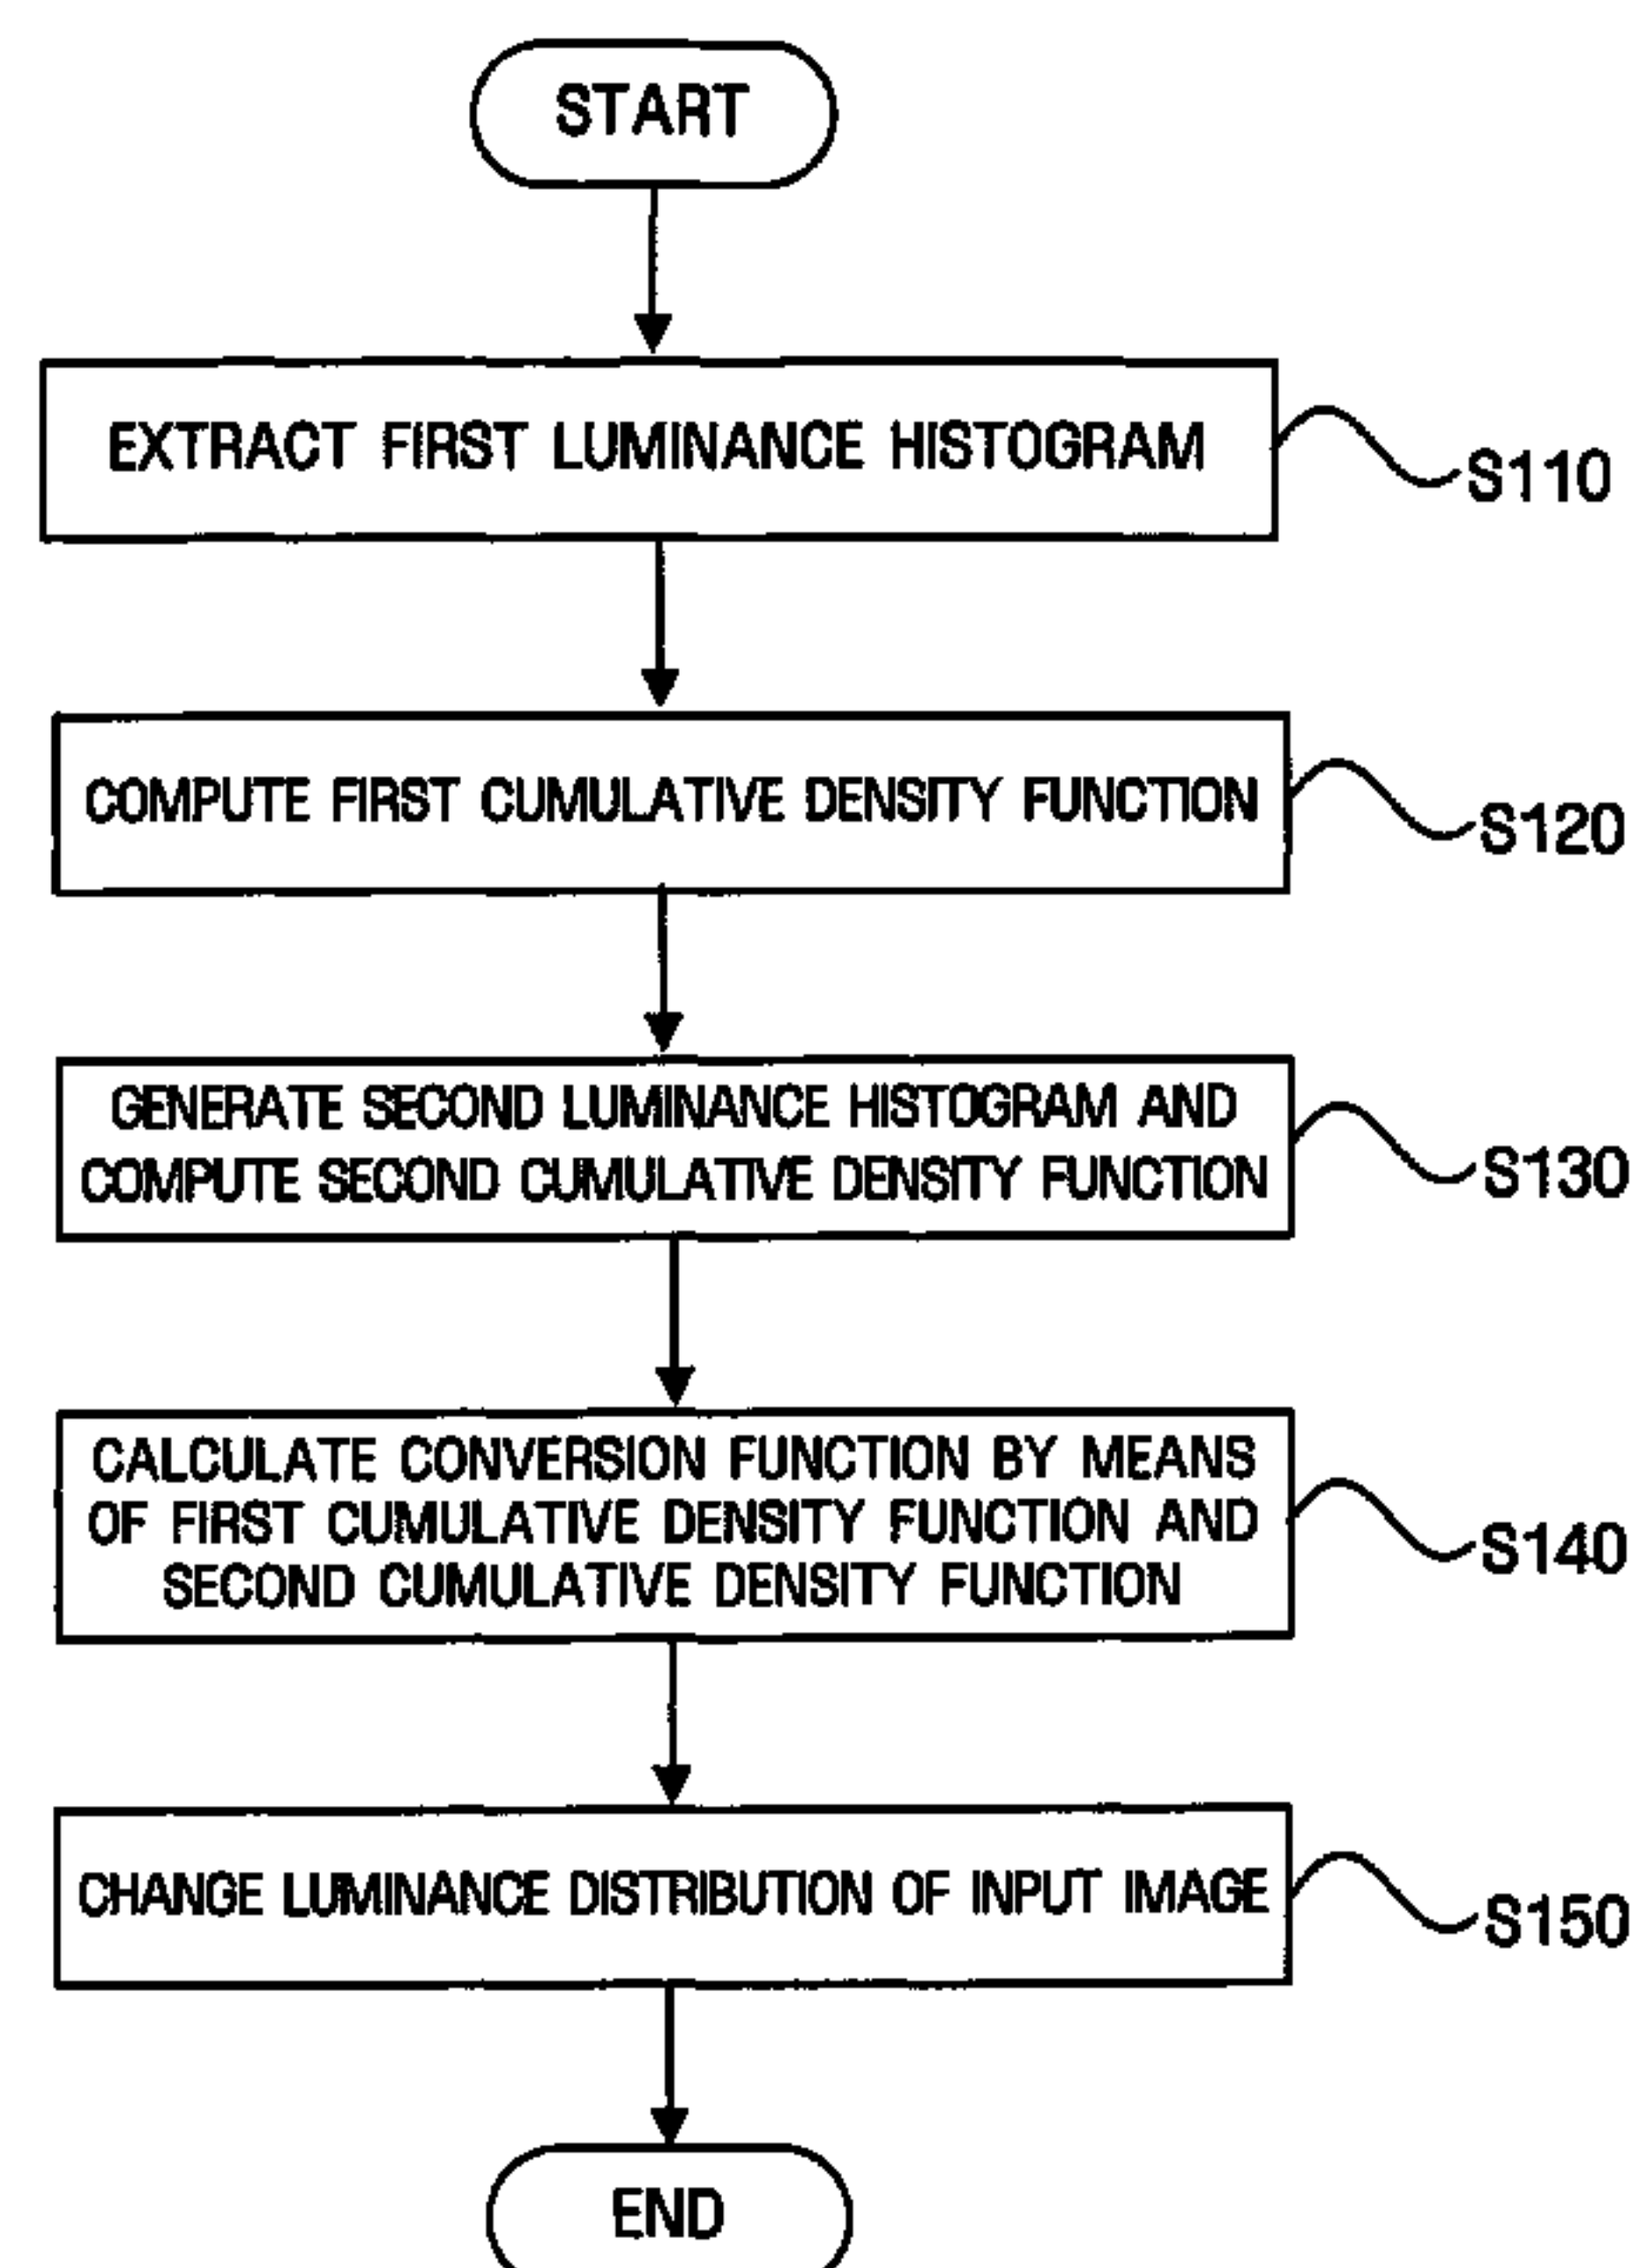 START
EXTRACT FIRST LUMINANCE HISTOGRAM
S110
COMPUTE FIRST CUMULATIVE DENSITY FUNCTION
S120
GENERATE SECOND LUMINANCE HISTOGRAM AND
COMPUTE SECOND CUMULATIVE DENSITY FUNCTION
S130
CALCULATE CONVERSION FUNCTION BY MEANS
OF FIRST CUMULATIVE DENSITY FUNCTION AND
SECOND CUMULATIVE DENSITY FUNCTION
S140
CHANGE LUMINANCE DISTRIBUTION OF INPUT IMAGE
S150
END